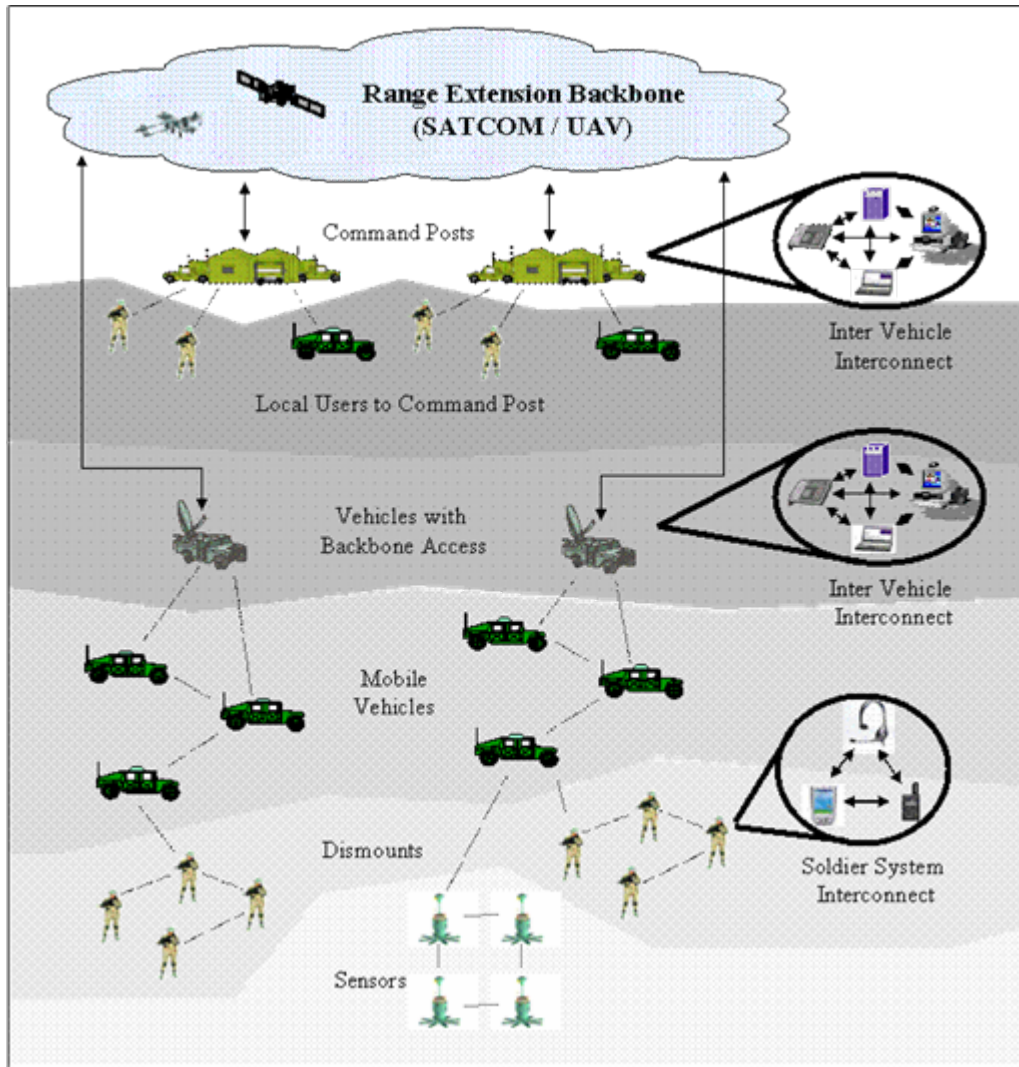 Range Extension Backbone
(SATCOM / UAV)
Command Posts
Inter Vehicle
Interconnect
Local Users to Command Post
Vehicles with
Backbone Access
Inter Vehicle
Interconnect
Mobile
Vehicles
Dismounts
Soldier System
Interconnect
Sensors